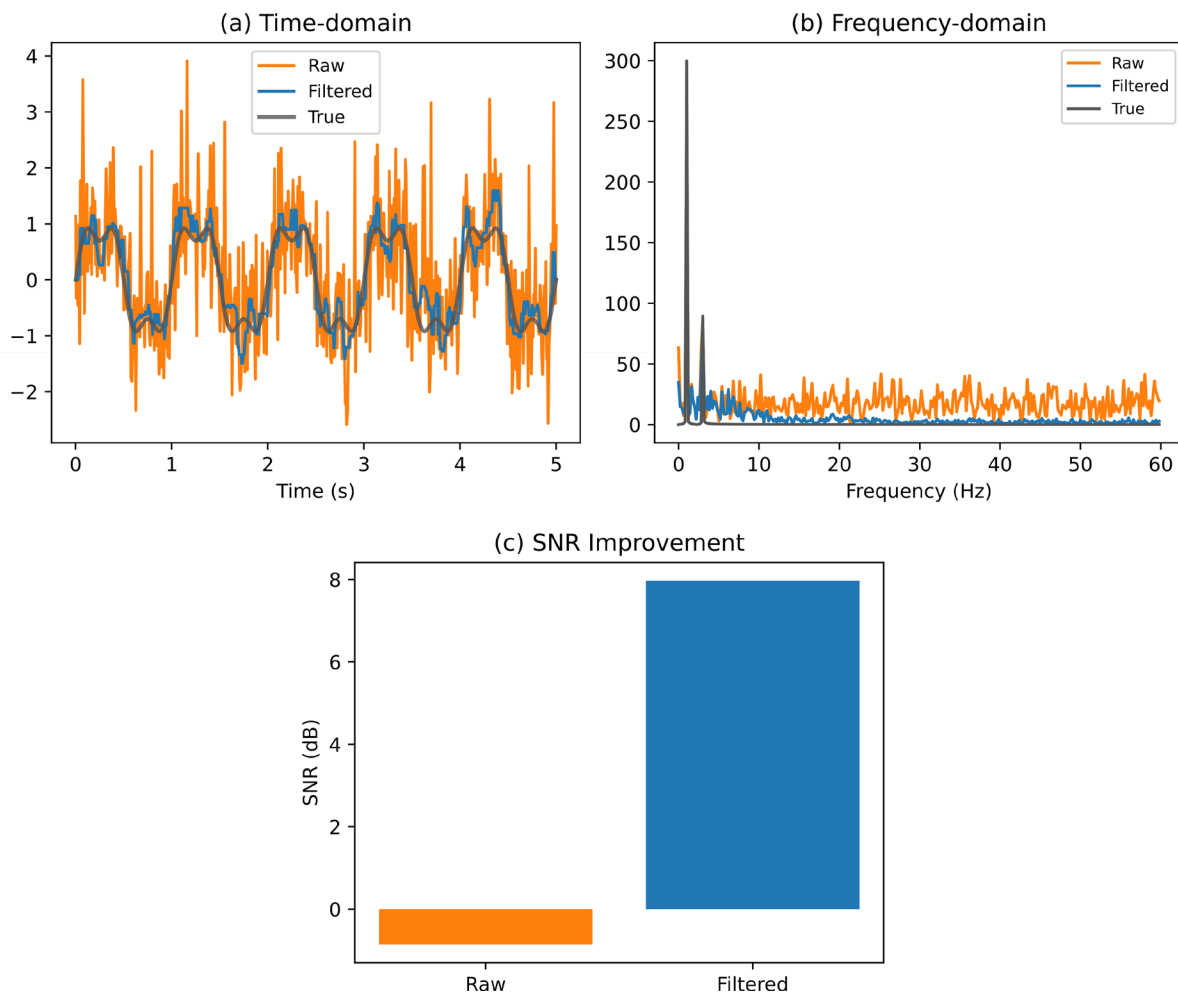 (a) Time-domain
4
3
2
1
0
−1
−2
Raw
Filtered
True
0 1 2 3 4 5
Time (s)
(b) Frequency-domain
300
250
200
150
100
50
0
Raw
Filtered
True
0 10 20 30 40 50 60
Frequency (Hz)
(c) SNR Improvement
SNR (dB)
8
6
4
2
0
Raw Filtered